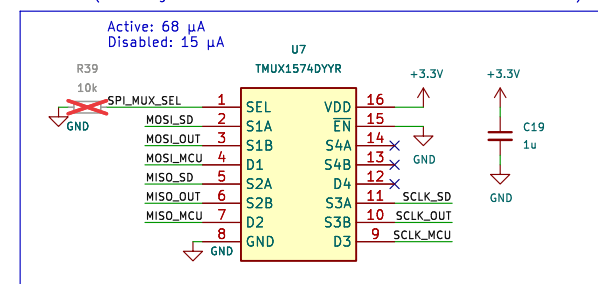 Active: 68 µA
Disabled: 15 µA
U7
TMUX1574DYYR
R39
10k
GND
SPI_MUX_SEL
MOSI_SD
MOSI_OUT
MOSI_MCU
MISO_SD
MISO_OUT
MISO_MCU
GND
1 SEL
2 S1A
3 S1B
4 D1
5 S2A
6 S2B
7 D2
8 GND
VDD 16
EN 15
S4A 14
S4B 13
D4 12
S3A 11
S3B 10
D3 9
+3.3V
GND
SCLK_SD
SCLK_OUT
SCLK_MCU
+3.3V
C19
1u
GND